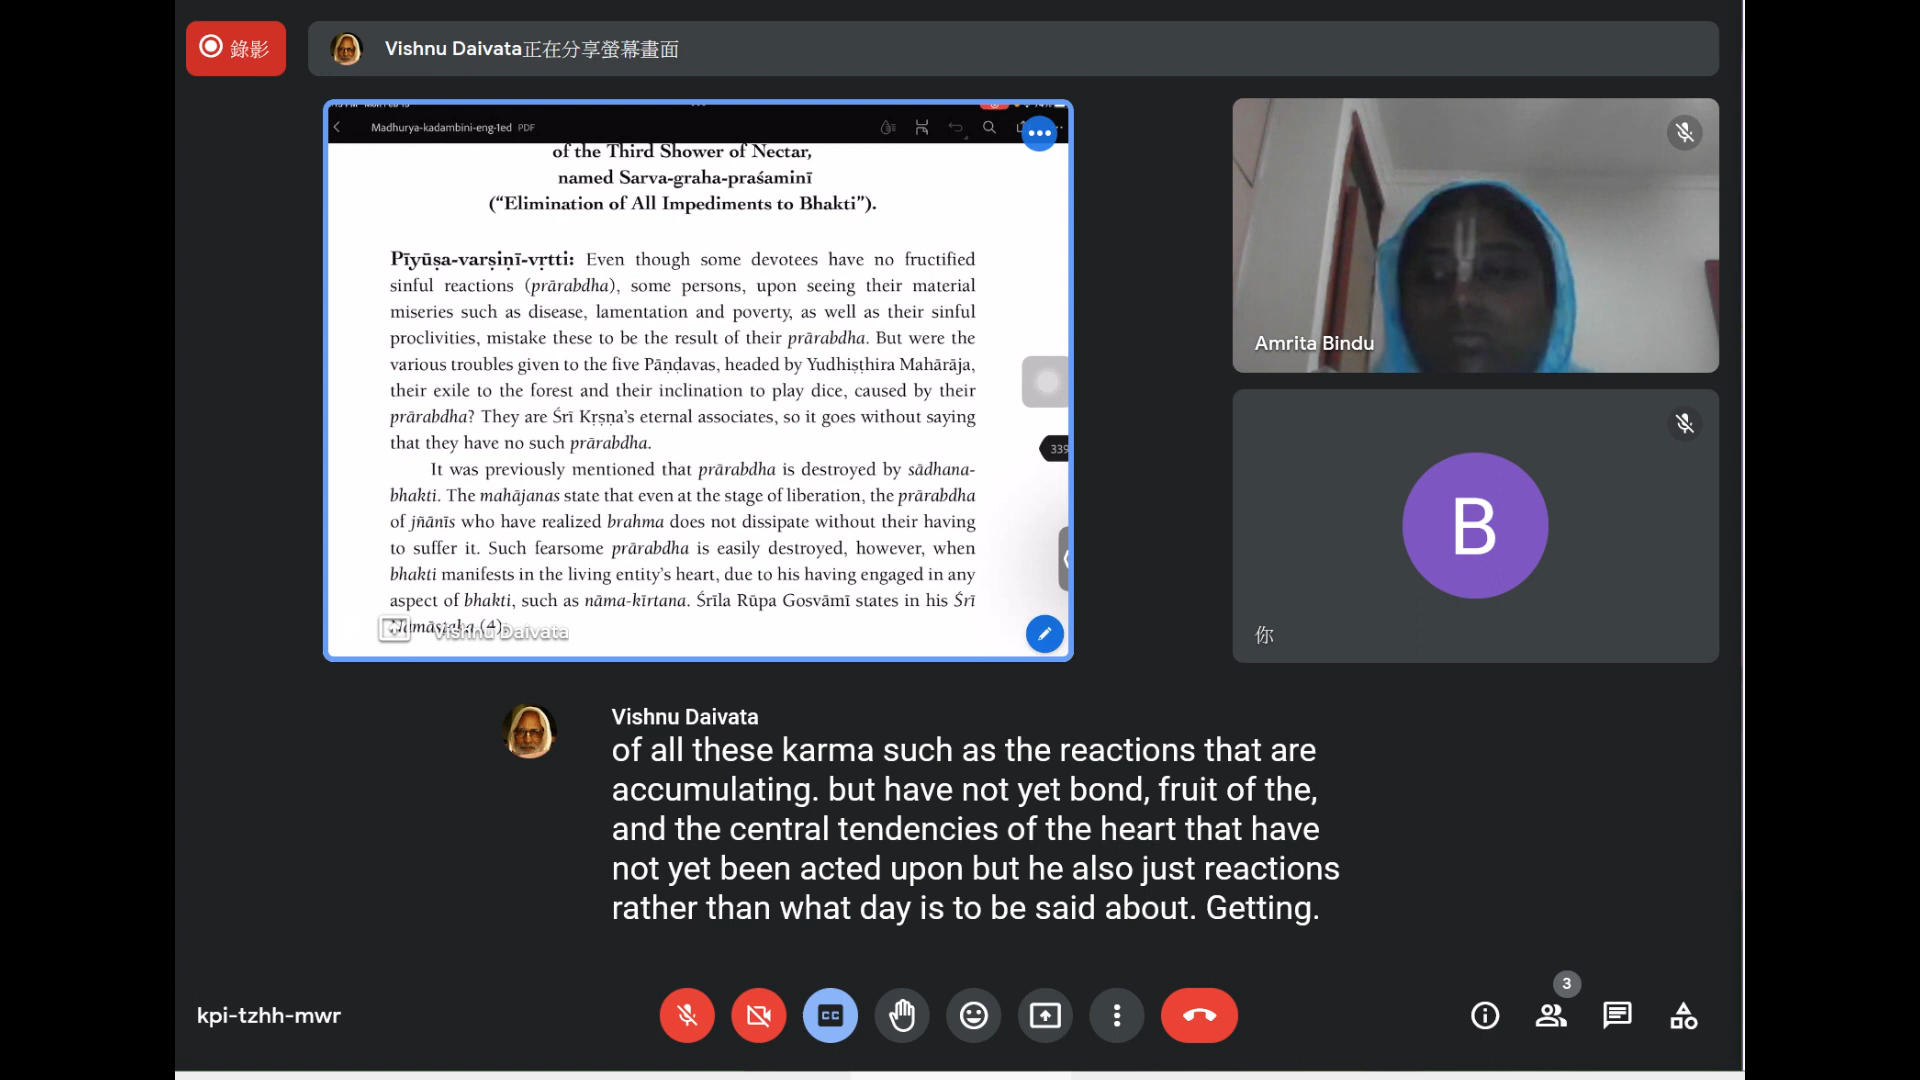 錄影
Vishnu Daivata正在分享螢幕畫面
Madhurya-kadambini-eng-1ed PDF
of the Third Shower of Nectar,
named Sarva-graha-praśaminī
(“Elimination of All Impediments to Bhakti”).
Pīyūṣa-varṣiṇī-vṛtti: Even though some devotees have no fructified
sinful reactions (prārabdha), some persons, upon seeing their material
miseries such as disease, lamentation and poverty, as well as their sinful
proclivities, mistake these to be the result of their prārabdha. But were the
various troubles given to the five Pāṇḍavas, headed by Yudhiṣṭhira Mahārāja,
their exile to the forest and their inclination to play dice, caused by their
prārabdha? They are Śrī Kṛṣṇa’s eternal associates, so it goes without saying
that they have no such prārabdha.
It was previously mentioned that prārabdha is destroyed by sādhana-
bhakti. The mahājanas state that even at the stage of liberation, the prārabdha
of jñānīs who have realized brahma does not dissipate without their having
to suffer it. Such fearsome prārabdha is easily destroyed, however, when
bhakti manifests in the living entity’s heart, due to his having engaged in any
aspect of bhakti, such as nāma-kīrtana. Śrīla Rūpa Gosvāmī states in his Śrī
Nāmāṣṭaka (4)
Vishnu Daivata
339
Amrita Bindu
B
你
Vishnu Daivata
of all these karma such as the reactions that are
accumulating. but have not yet bond, fruit of the,
and the central tendencies of the heart that have
not yet been acted upon but he also just reactions
rather than what day is to be said about. Getting.
kpi-tzhh-mwr
CC
3